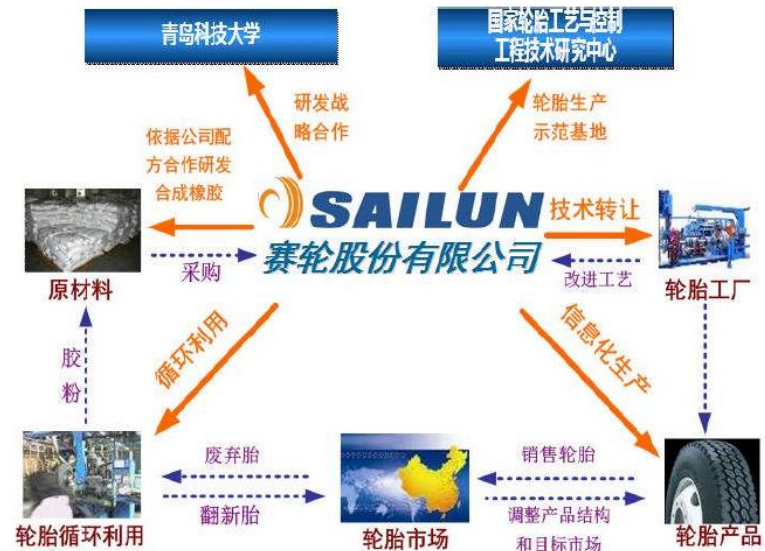 青岛科技大学
国家轮胎工艺与控制
工程技术研究中心
研发战
略合作
轮胎生产
示范基地
依据公司配
方合作研发
合成橡胶
SAILUN
赛轮股份有限公司
技术转让
采购
改进工艺
原材料
轮胎工厂
循环利用
信息化生产
胶
粉
废弃胎
翻新胎
销售轮胎
调整产品结构
和目标市场
轮胎循环利用
轮胎市场
轮胎产品